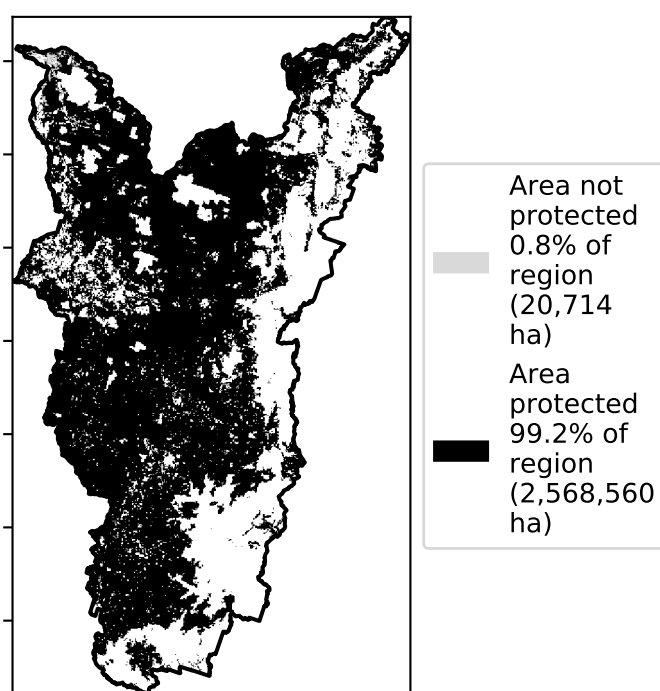 Area not
protected
0.8% of
region
(20,714
ha)
Area
protected
99.2% of
region
(2,568,560
ha)